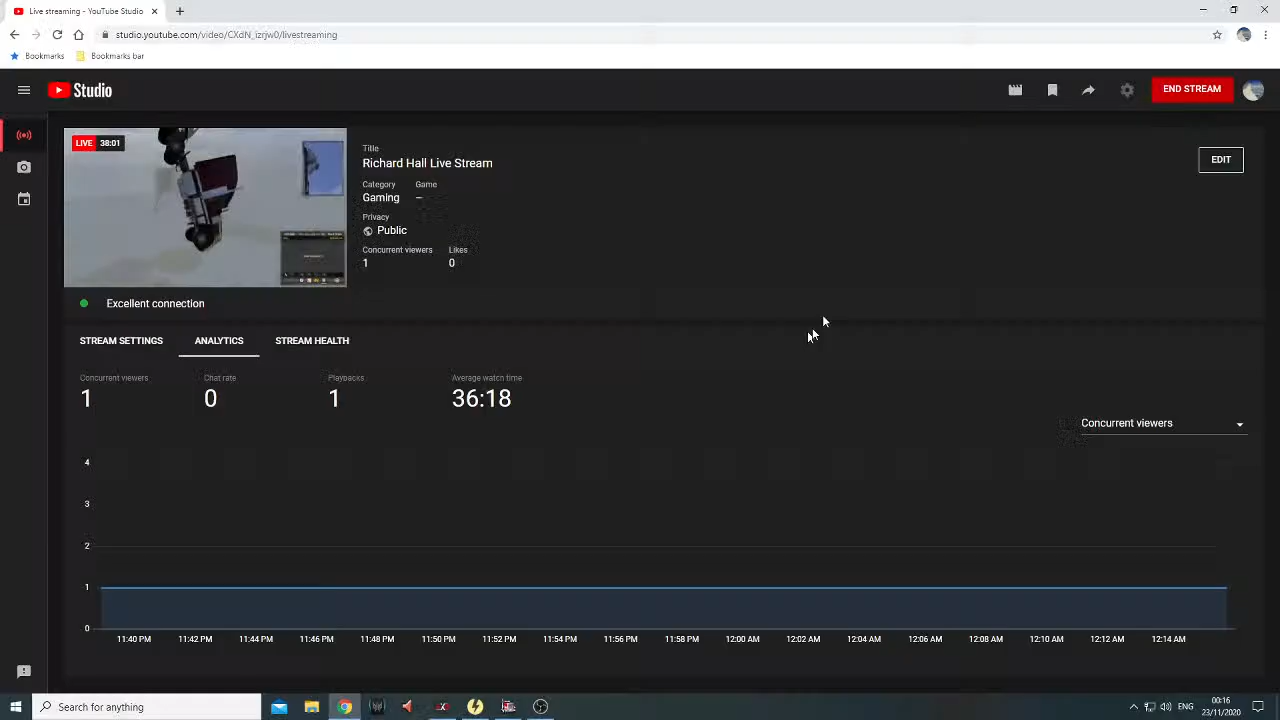 Live streaming - YouTube Studio
studio.youtube.com/video/CXdN_izrjw0/livestreaming
Bookmarks
Bookmarks bar
Studio
END STREAM
LIVE 38:01
Title
Richard Hall Live Stream
EDIT
Category Game
Gaming –
Privacy
Public
Concurrent viewers Likes
1 0
Excellent connection
STREAM SETTINGS ANALYTICS STREAM HEALTH
Concurrent viewers Chat rate Playbacks Average watch time
1 0 1 36:18
Concurrent viewers
4
3
2
1
0
11:40 PM 11:42 PM 11:44 PM 11:46 PM 11:48 PM 11:50 PM 11:52 PM 11:54 PM 11:56 PM 11:58 PM 12:00 AM 12:02 AM 12:04 AM 12:06 AM 12:08 AM 12:10 AM 12:12 AM 12:14 AM
Search for anything
ENG
00:16
23/11/2020